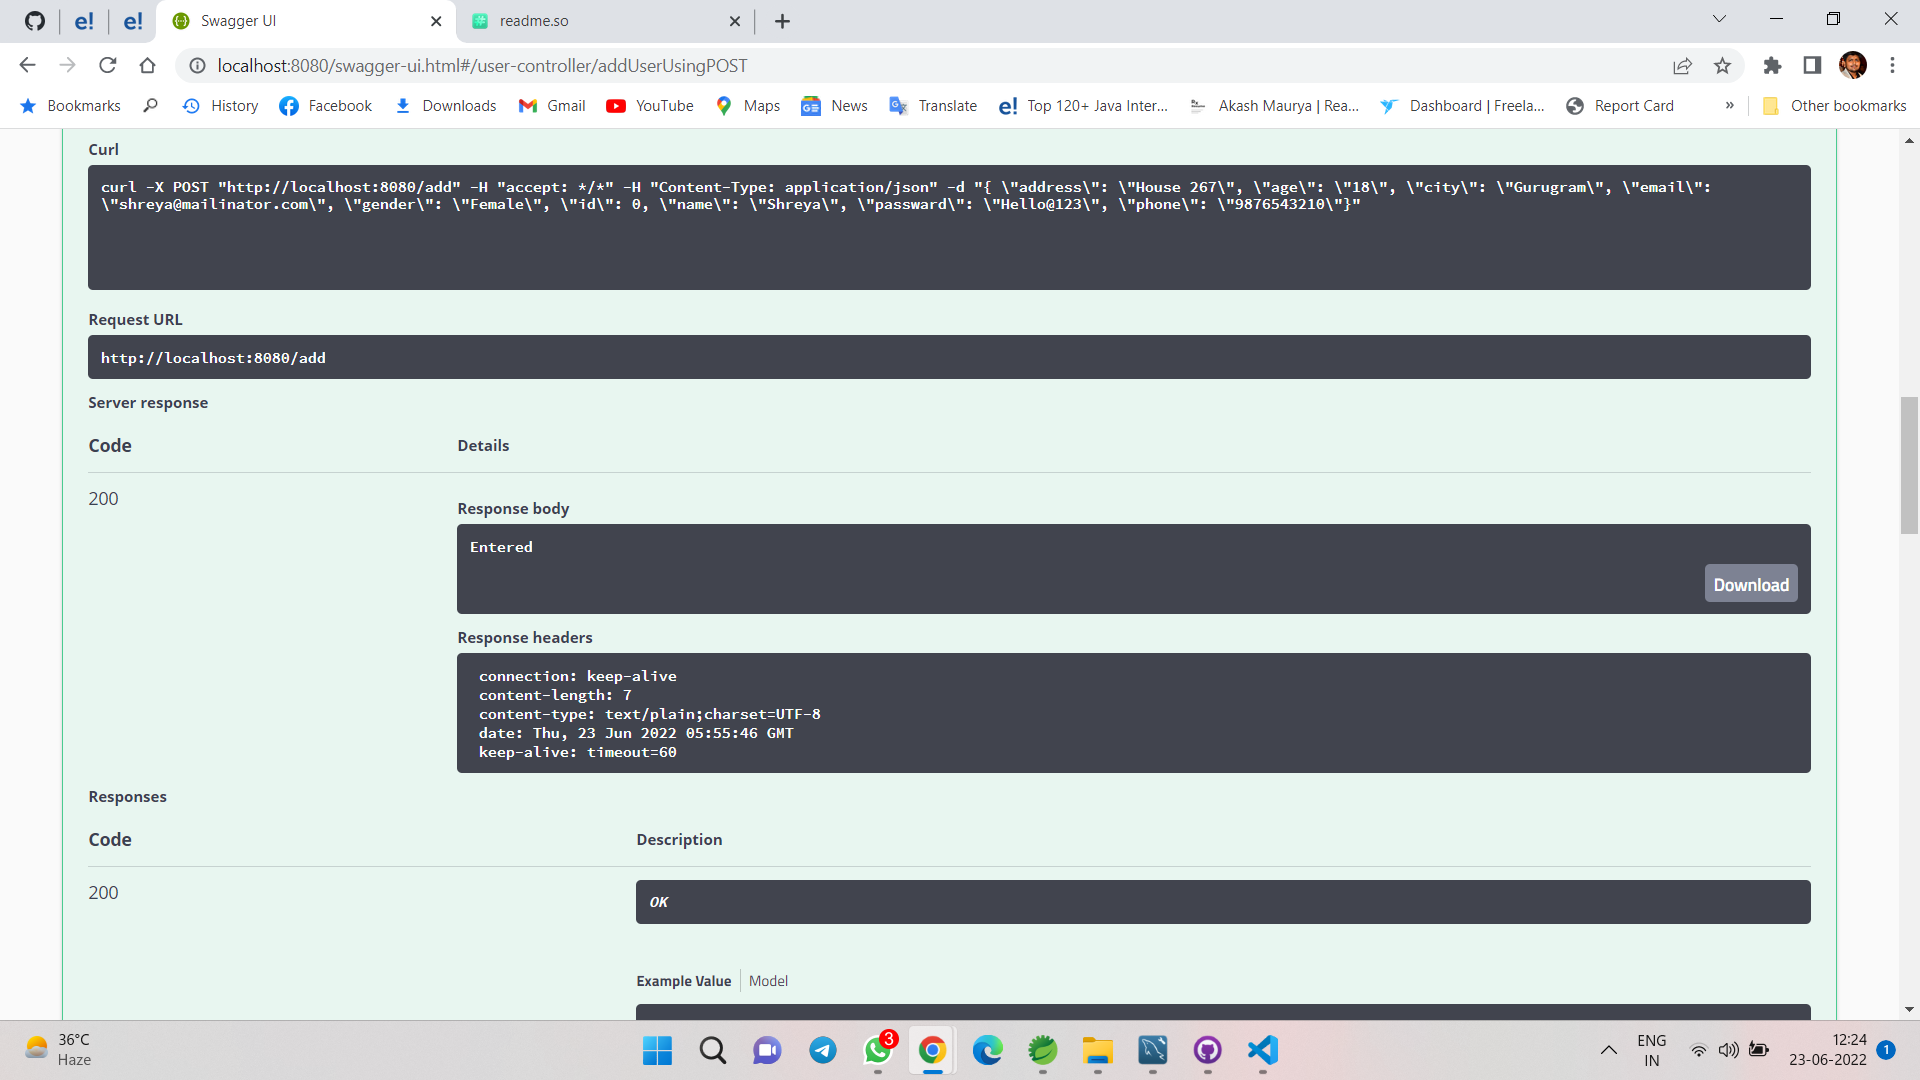 Swagger UI
readme.so
localhost:8080/swagger-ui.html#/user-controller/addUserUsingPOST
Bookmarks History Facebook Downloads Gmail YouTube Maps News Translate Top 120+ Java Inter... Akash Maurya | Rea... Dashboard | Freela... Report Card » Other bookmarks
Curl
curl -X POST "http://localhost:8080/add" -H "accept: */*" -H "Content-Type: application/json" -d "{ \"address\": \"House 267\", \"age\": \"18\", \"city\": \"Gurugram\", \"email\":
\"shreya@mailinator.com\", \"gender\": \"Female\", \"id\": 0, \"name\": \"Shreya\", \"passward\": \"Hello@123\", \"phone\": \"9876543210\"}"
Request URL
http://localhost:8080/add
Server response
Code Details
200
Response body
Entered
Download
Response headers
connection: keep-alive
content-length: 7
content-type: text/plain;charset=UTF-8
date: Thu, 23 Jun 2022 05:55:46 GMT
keep-alive: timeout=60
Responses
Code Description
200
OK
Example Value Model
36°C
Haze
3
ENG
IN
12:24
23-06-2022
1